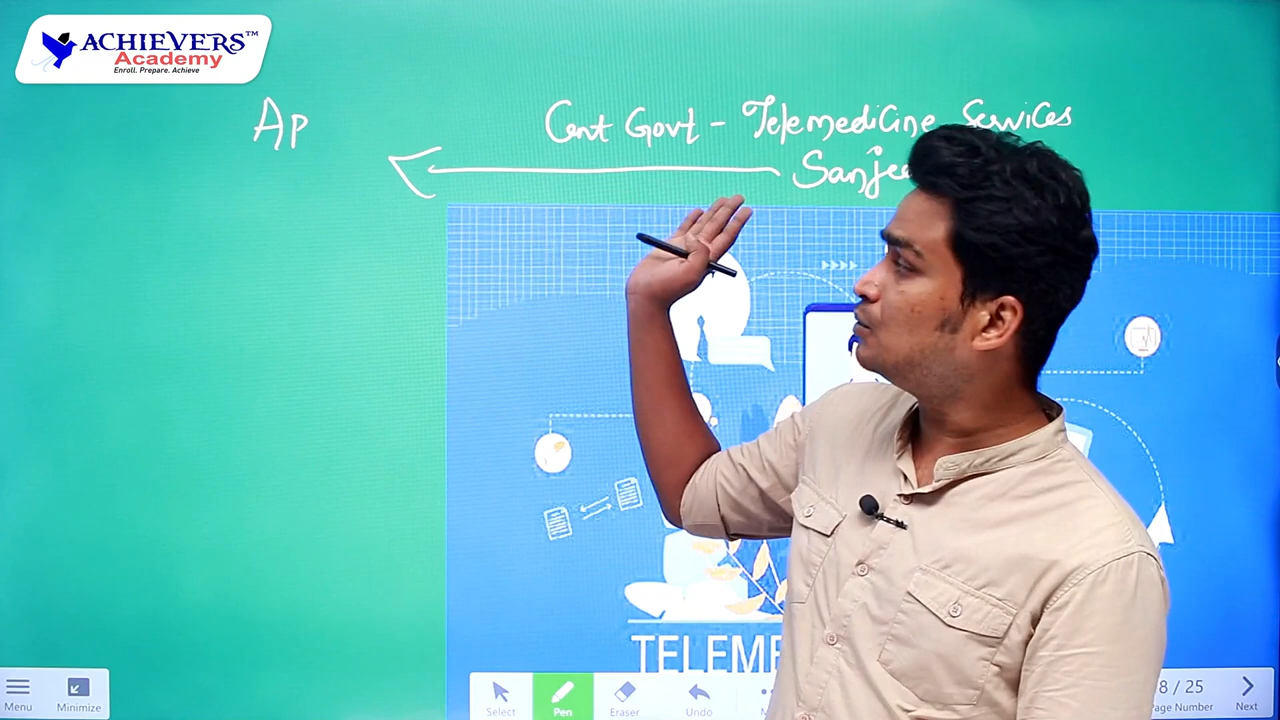 ACHIEVERS™
Academy
Enroll. Prepare. Achieve
Ap
Cent Govt - Telemedicine Services
Sanjee
TELEME
Menu
Minimize
Select
Pen
Eraser
Undo
8 / 25
Page Number
Next